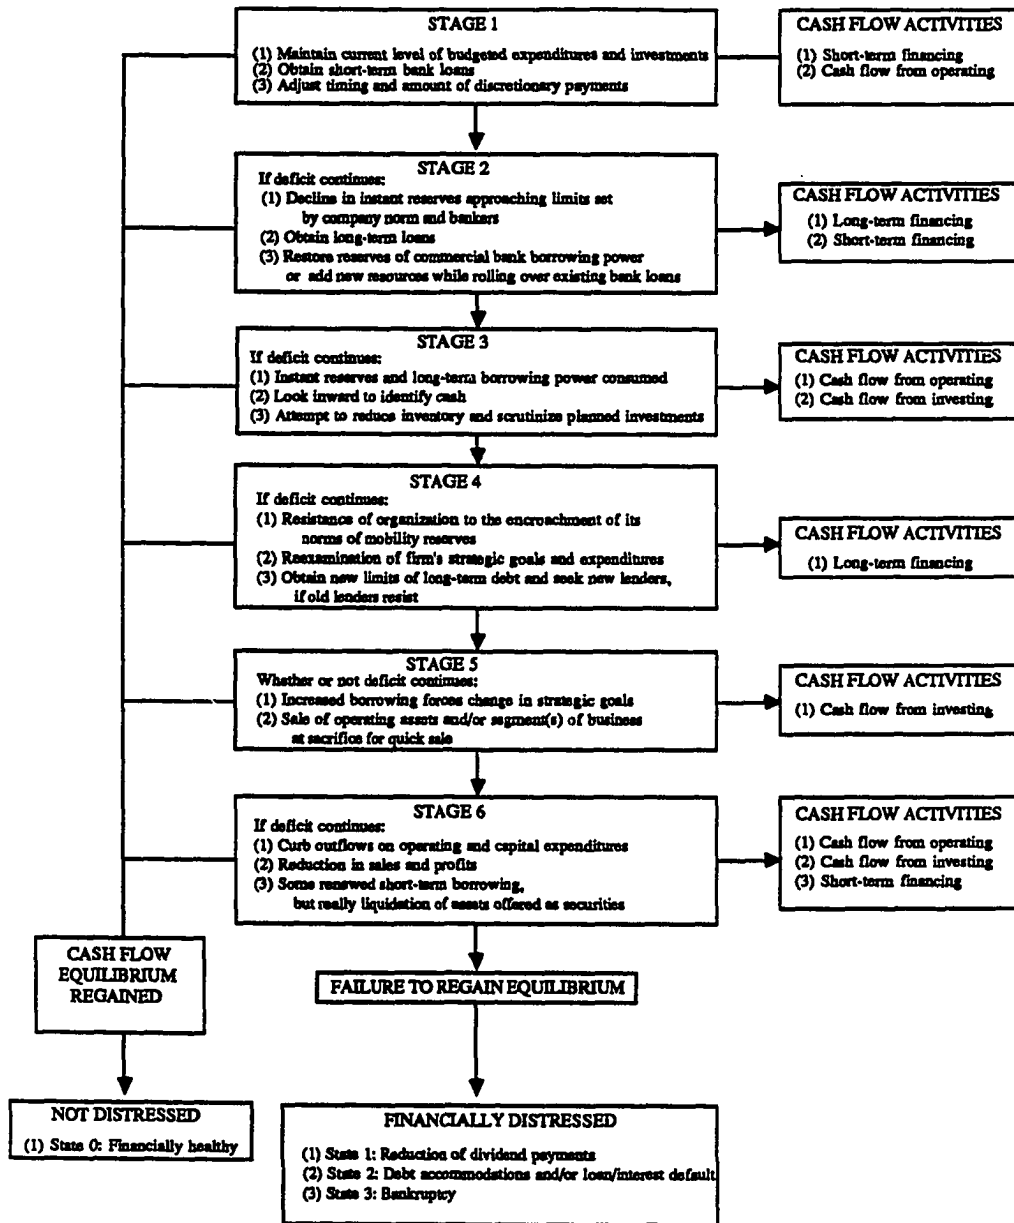 STAGE 1
(1) Maintain current level of budgeted expenditures and investments
(2) Obtain short-term bank loans
(3) Adjust timing and amount of discretionary payments
CASH FLOW ACTIVITIES
(1) Short-term financing
(2) Cash flow from operating
STAGE 2
If deficit continues:
(1) Decline in instant reserves approaching limits set
by company norm and bankers
(2) Obtain long-term loans
(3) Restore reserves of commercial bank borrowing power
or add new resources while rolling over existing bank loans
CASH FLOW ACTIVITIES
(1) Long-term financing
(2) Short-term financing
STAGE 3
If deficit continues:
(1) Instant reserves and long-term borrowing power consumed
(2) Look inward to identify cash
(3) Attempt to reduce inventory and scrutinize planned investments
CASH FLOW ACTIVITIES
(1) Cash flow from operating
(2) Cash flow from investing
STAGE 4
If deficit continues:
(1) Resistance of organization to the encroachment of its
norms of mobility reserves
(2) Reexamination of firm's strategic goals and expenditures
(3) Obtain new limits of long-term debt and seek new lenders,
if old lenders resist
CASH FLOW ACTIVITIES
(1) Long-term financing
STAGE 5
Whether or not deficit continues:
(1) Increased borrowing forces change in strategic goals
(2) Sale of operating assets and/or segment(s) of business
at sacrifice for quick sale
CASH FLOW ACTIVITIES
(1) Cash flow from investing
STAGE 6
If deficit continues:
(1) Curb outflows on operating and capital expenditures
(2) Reduction in sales and profits
(3) Some renewed short-term borrowing,
but really liquidation of assets offered as securities
CASH FLOW ACTIVITIES
(1) Cash flow from operating
(2) Cash flow from investing
(3) Short-term financing
CASH FLOW
EQUILIBRIUM
REGAINED
FAILURE TO REGAIN EQUILIBRIUM
NOT DISTRESSED
(1) State 0: Financially healthy
FINANCIALLY DISTRESSED
(1) State 1: Reduction of dividend payments
(2) State 2: Debt accommodations and/or loan/interest default
(3) State 3: Bankruptcy